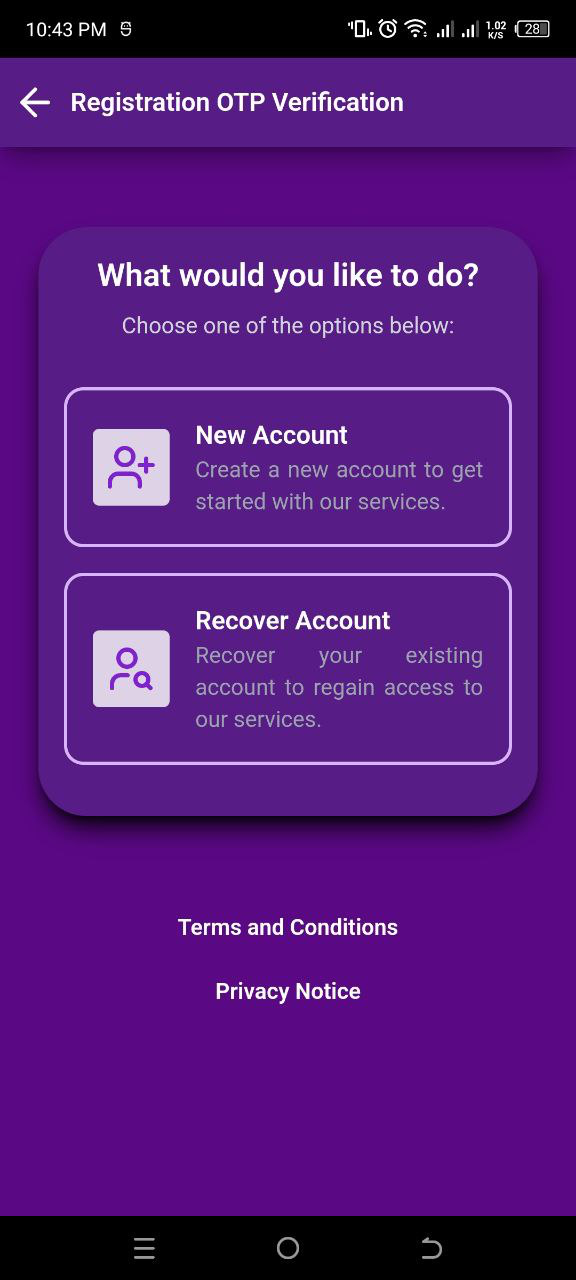 10:43 PM
1.02
K/S
28
Registration OTP Verification
What would you like to do?
Choose one of the options below:
New Account
Create a new account to get
started with our services.
Recover Account
Recover your existing
account to regain access to
our services.
Terms and Conditions
Privacy Notice